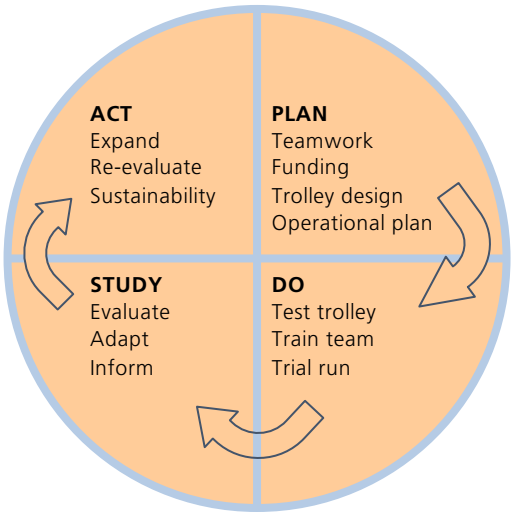 ACT
Expand
Re-evaluate
Sustainability
PLAN
Teamwork
Funding
Trolley design
Operational plan
STUDY
Evaluate
Adapt
Inform
DO
Test trolley
Train team
Trial run